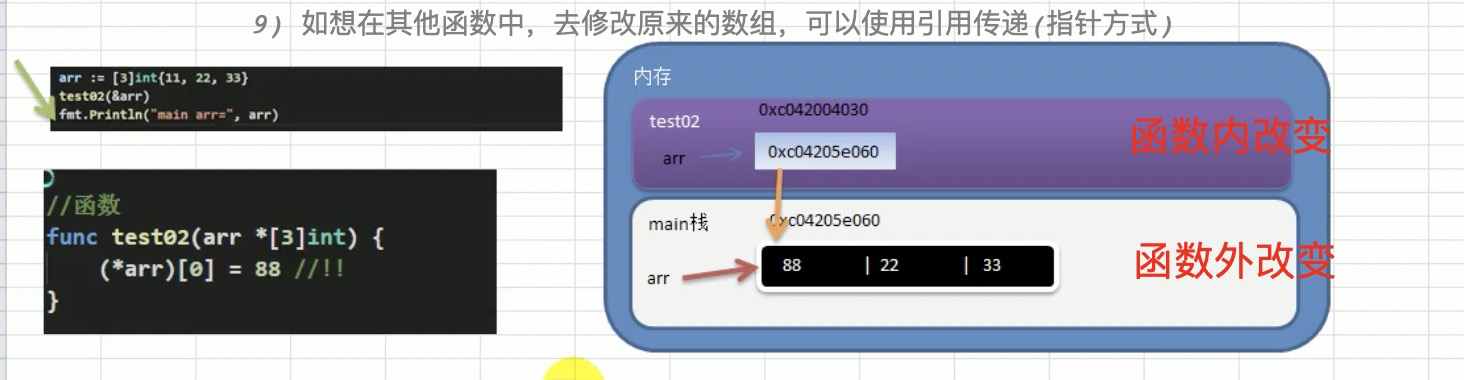 9) 如想在其他函数中，去修改原来的数组，可以使用引用传递(指针方式)
arr := [3]int{11, 22, 33}
test02(&arr)
fmt.Println("main arr=", arr)
//函数
func test02(arr *[3]int) {
(*arr)[0] = 88 //!!
}
内存
test02
0xc042004030
arr
0xc04205e060
函数内改变
main栈
0xc04205e060
arr
88 | 22 | 33
函数外改变